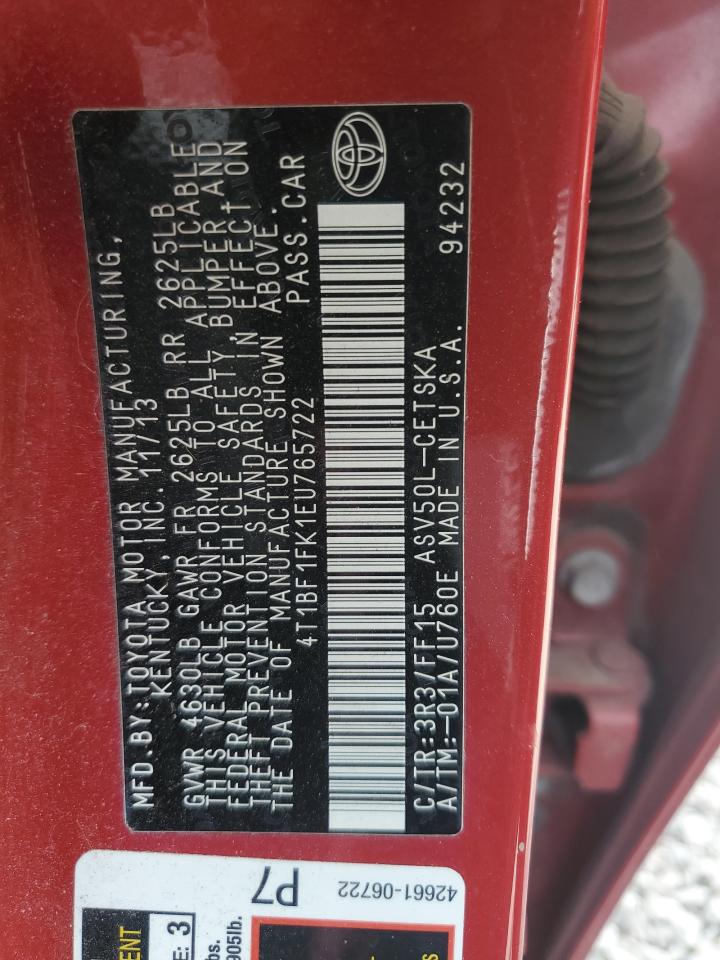 MFD.BY:TOYOTA MOTOR MANUFACTURING,
KENTUCKY, INC. 11/13
GVWR 4630LB GAWR FR 2625LB RR 2625LB
THIS VEHICLE CONFORMS TO ALL APPLICABLE
FEDERAL MOTOR VEHICLE SAFETY, BUMPER AND
THEFT PREVENTION STANDARDS IN EFFECT ON
THE DATE OF MANUFACTURE SHOWN ABOVE.
4T1BF1FK1EU765722 PASS.CAR
C/TR:3R3/FF15 ASV50L-CETSKA
A/TM:-01A/U760E MADE IN U.S.A. 94232
P7
42661-06722
3
905lb.